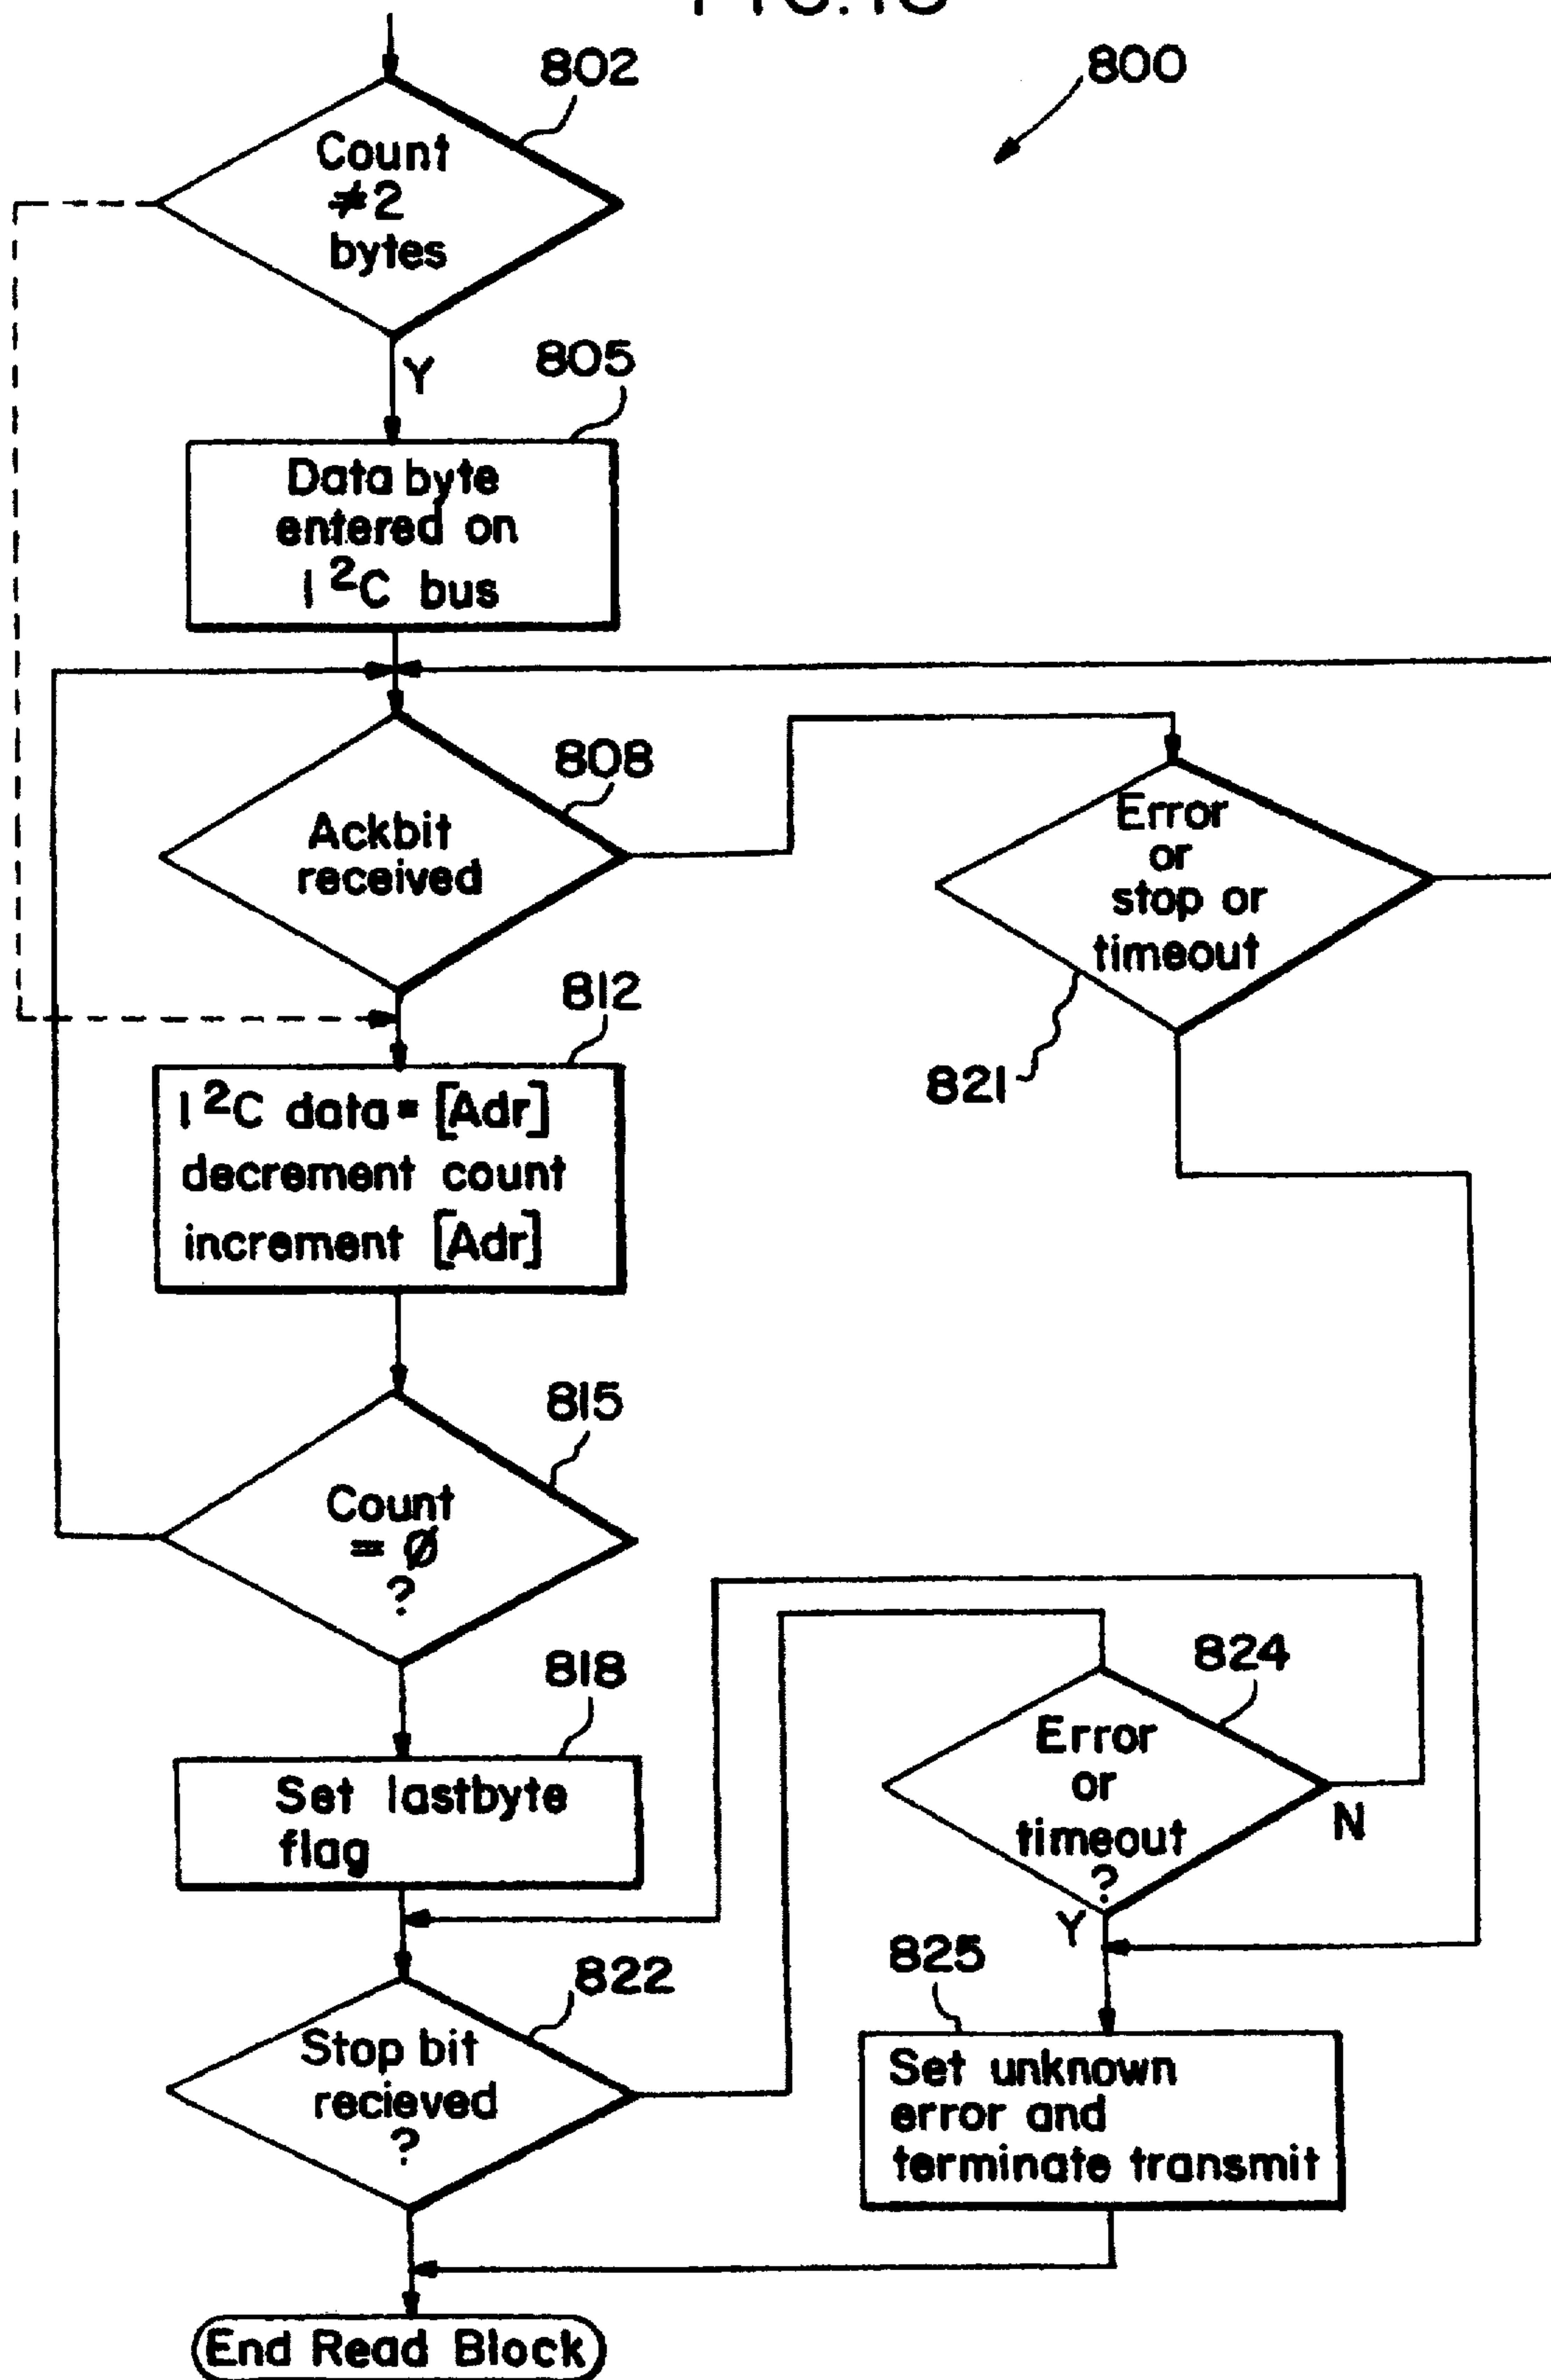 800
802
Count
≠2
bytes
Y
805
Data byte
entered on
I²C bus
808
Ackbit
received
Error
or
stop or
timeout
821
812
I²C data = [Adr]
decrement count
increment [Adr]
815
Count
= Ø
?
818
Set lastbyte
flag
824
Error
or
timeout
?
N
Y
822
Stop bit
recieved
?
825
Set unknown
error and
terminate transmit
End Read Block